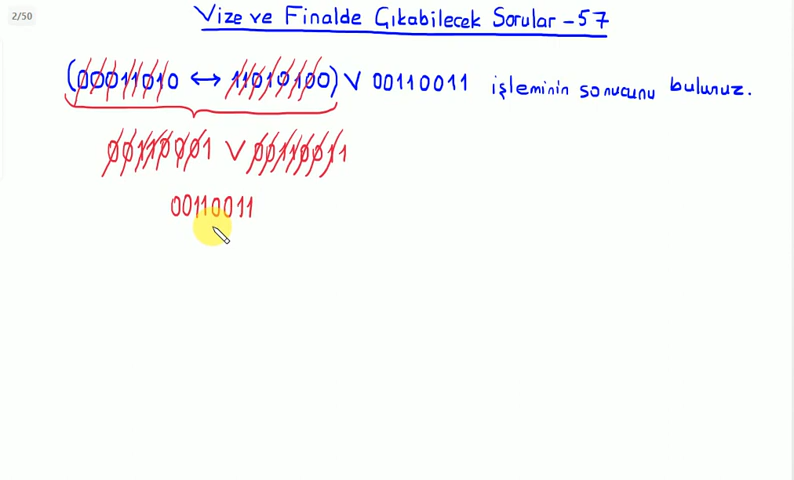 2/50
Vize ve Finalde Çıkabilecek Sorular - 57
(00011010 ↔ 11010100) ∨ 00110011 işleminin sonucunu bulunuz.
00110001 ∨ 00110011
00110011